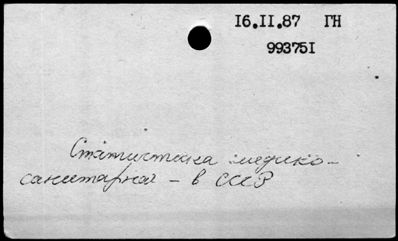 16.II.87 ГН
993751
Статистика медико-
санитарная - в СССР